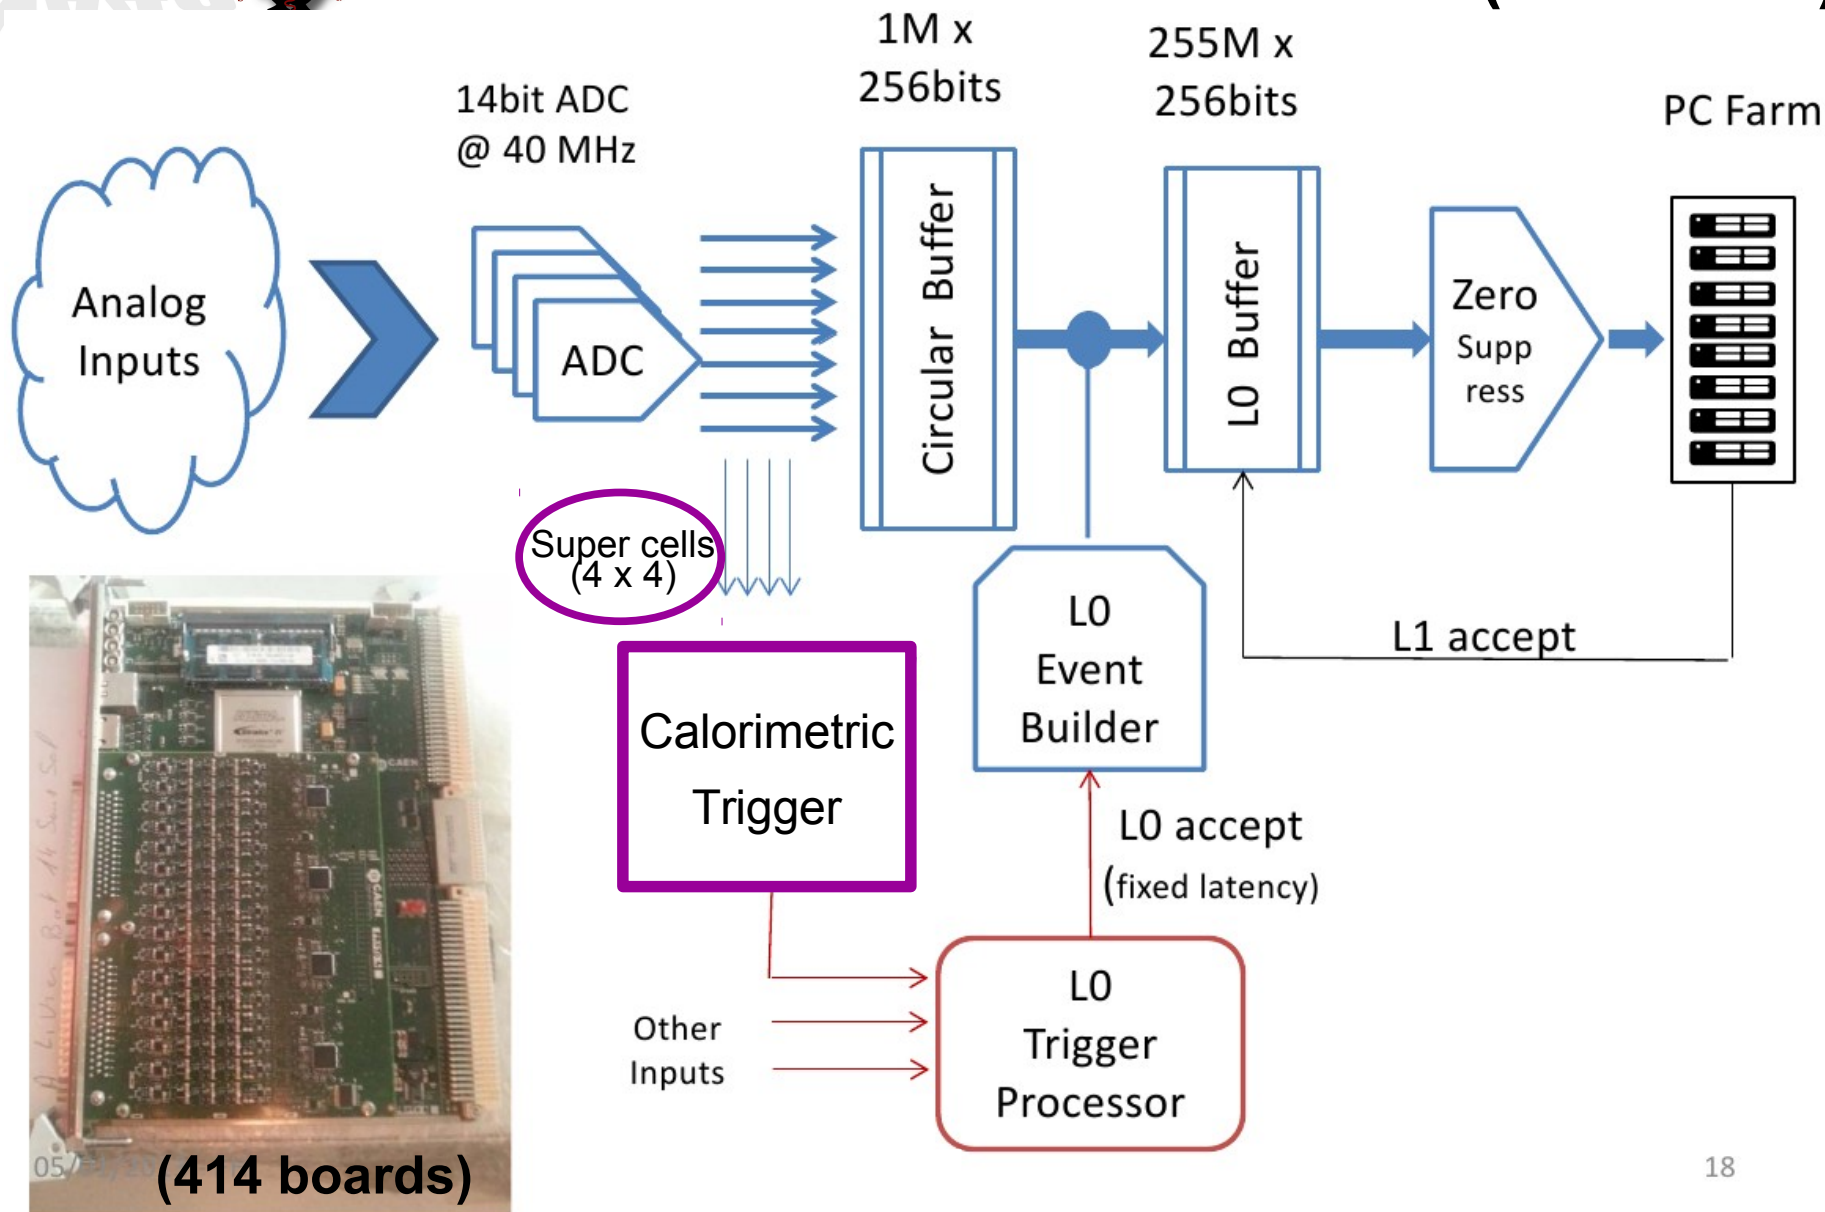 1M x
256bits
255M x
256bits
14bit ADC
@ 40 MHz
PC Farm
Analog
Inputs
ADC
Circular Buffer
L0 Buffer
Zero
Supp
ress
Super cells
(4 x 4)
L0
Event
Builder
L1 accept
Calorimetric
Trigger
L0 accept
(fixed latency)
L0
Trigger
Processor
Other
Inputs
CAEN
CAEN
(414 boards)
18